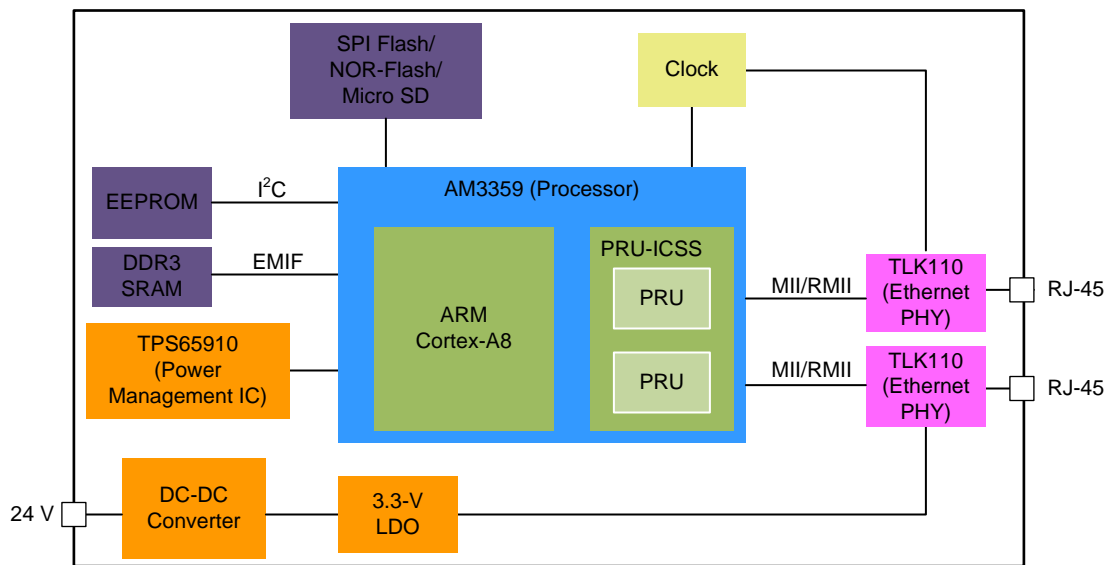 SPI Flash/
NOR-Flash/
Micro SD
Clock
EEPROM
I²C
AM3359 (Processor)
DDR3
SRAM
EMIF
ARM
Cortex-A8
PRU-ICSS
PRU
PRU
MII/RMII
TLK110
(Ethernet
PHY)
RJ-45
TPS65910
(Power
Management IC)
MII/RMII
TLK110
(Ethernet
PHY)
RJ-45
24 V
DC-DC
Converter
3.3-V
LDO